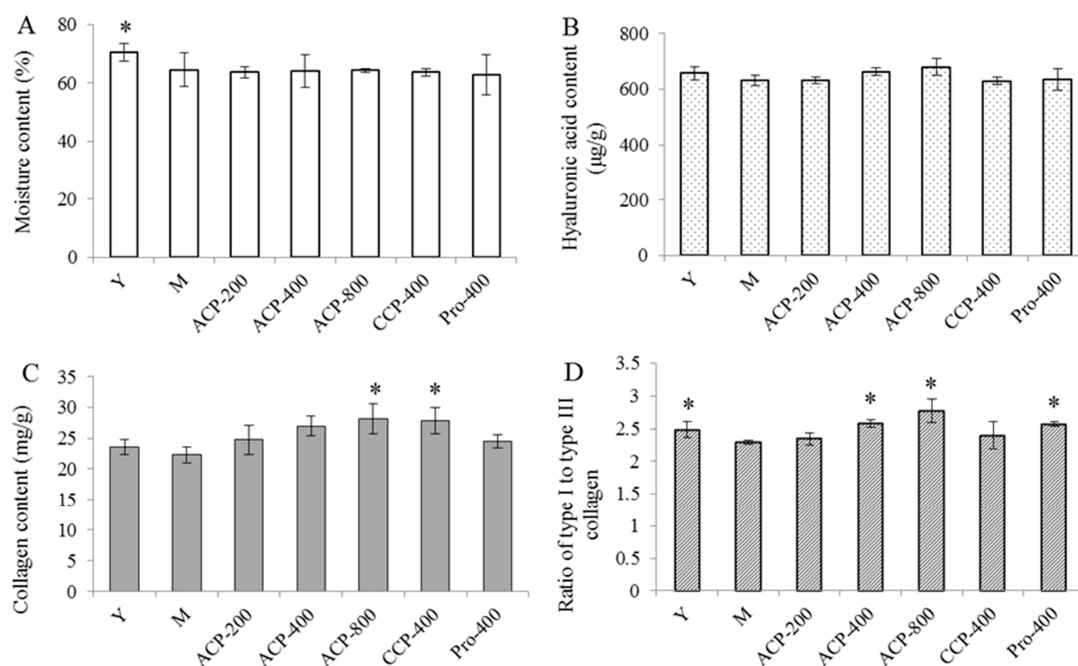 A
Moisture content (%)
80
60
40
20
0
*
Y
M
ACP-200
ACP-400
ACP-800
CCP-400
Pro-400
B
Hyaluronic acid content
(µg/g)
800
600
400
200
0
Y
M
ACP-200
ACP-400
ACP-800
CCP-400
Pro-400
C
Collagen content (mg/g)
35
30
25
20
15
10
5
0
*
*
Y
M
ACP-200
ACP-400
ACP-800
CCP-400
Pro-400
D
Ratio of type I to type III
collagen
3.5
3
2.5
2
1.5
1
0.5
0
*
*
*
*
Y
M
ACP-200
ACP-400
ACP-800
CCP-400
Pro-400